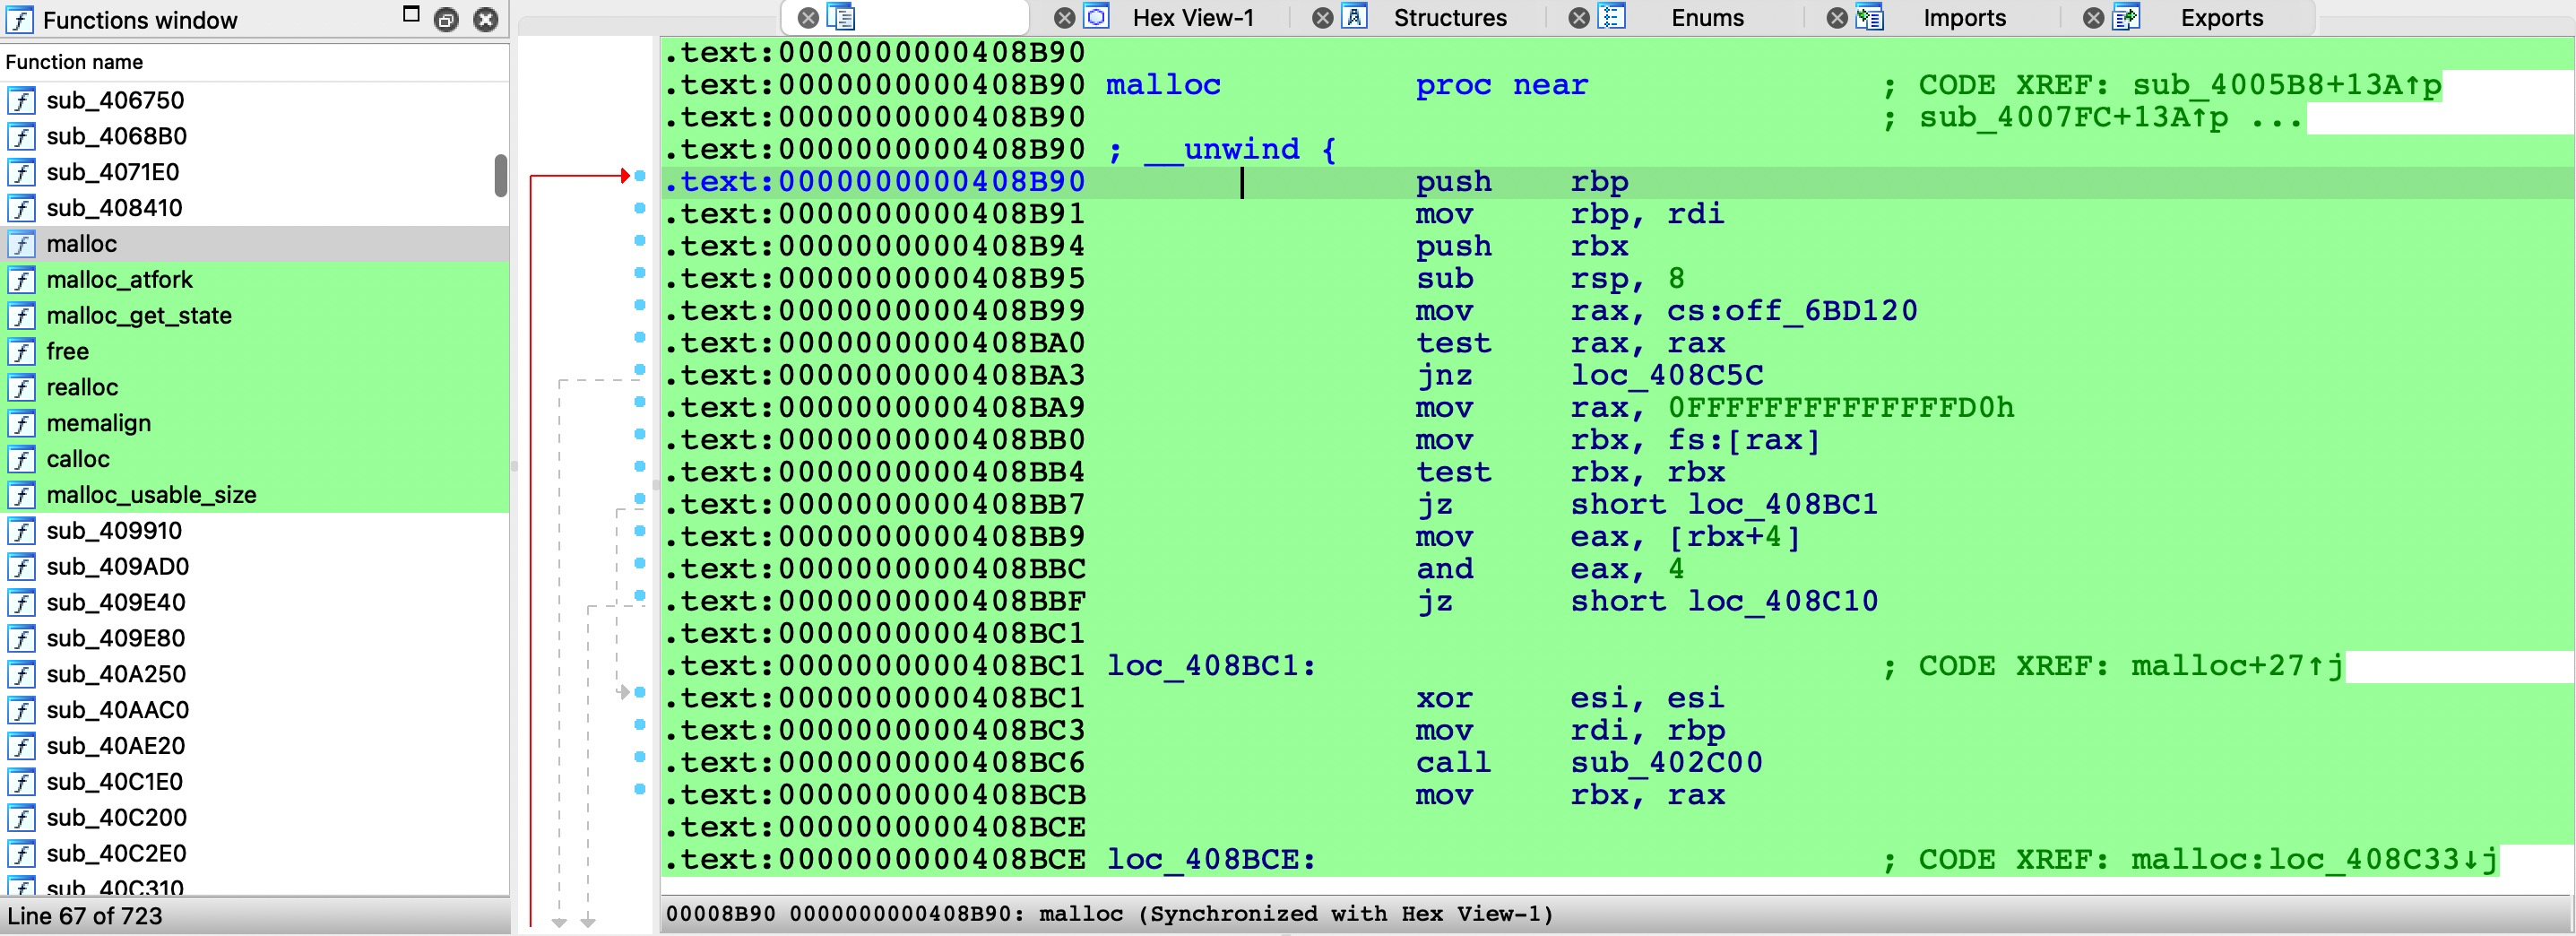 Functions window
Hex View-1
Structures
Enums
Imports
Exports
Function name
sub_406750
sub_4068B0
sub_4071E0
sub_408410
malloc
malloc_atfork
malloc_get_state
free
realloc
memalign
calloc
malloc_usable_size
sub_409910
sub_409AD0
sub_409E40
sub_409E80
sub_40A250
sub_40AAC0
sub_40AE20
sub_40C1E0
sub_40C200
sub_40C2E0
sub_40C310
Line 67 of 723
.text:0000000000408B90
.text:0000000000408B90 malloc proc near ; CODE XREF: sub_4005B8+13A↑p
.text:0000000000408B90 ; sub_4007FC+13A↑p ...
.text:0000000000408B90 ; __unwind {
.text:0000000000408B90 push rbp
.text:0000000000408B91 mov rbp, rdi
.text:0000000000408B94 push rbx
.text:0000000000408B95 sub rsp, 8
.text:0000000000408B99 mov rax, cs:off_6BD120
.text:0000000000408BA0 test rax, rax
.text:0000000000408BA3 jnz loc_408C5C
.text:0000000000408BA9 mov rax, 0FFFFFFFFFFFFFFD0h
.text:0000000000408BB0 mov rbx, fs:[rax]
.text:0000000000408BB4 test rbx, rbx
.text:0000000000408BB7 jz short loc_408BC1
.text:0000000000408BB9 mov eax, [rbx+4]
.text:0000000000408BBC and eax, 4
.text:0000000000408BBF jz short loc_408C10
.text:0000000000408BC1
.text:0000000000408BC1 loc_408BC1: ; CODE XREF: malloc+27↑j
.text:0000000000408BC1 xor esi, esi
.text:0000000000408BC3 mov rdi, rbp
.text:0000000000408BC6 call sub_402C00
.text:0000000000408BCB mov rbx, rax
.text:0000000000408BCE
.text:0000000000408BCE loc_408BCE: ; CODE XREF: malloc:loc_408C33↓j
00008B90 0000000000408B90: malloc (Synchronized with Hex View-1)